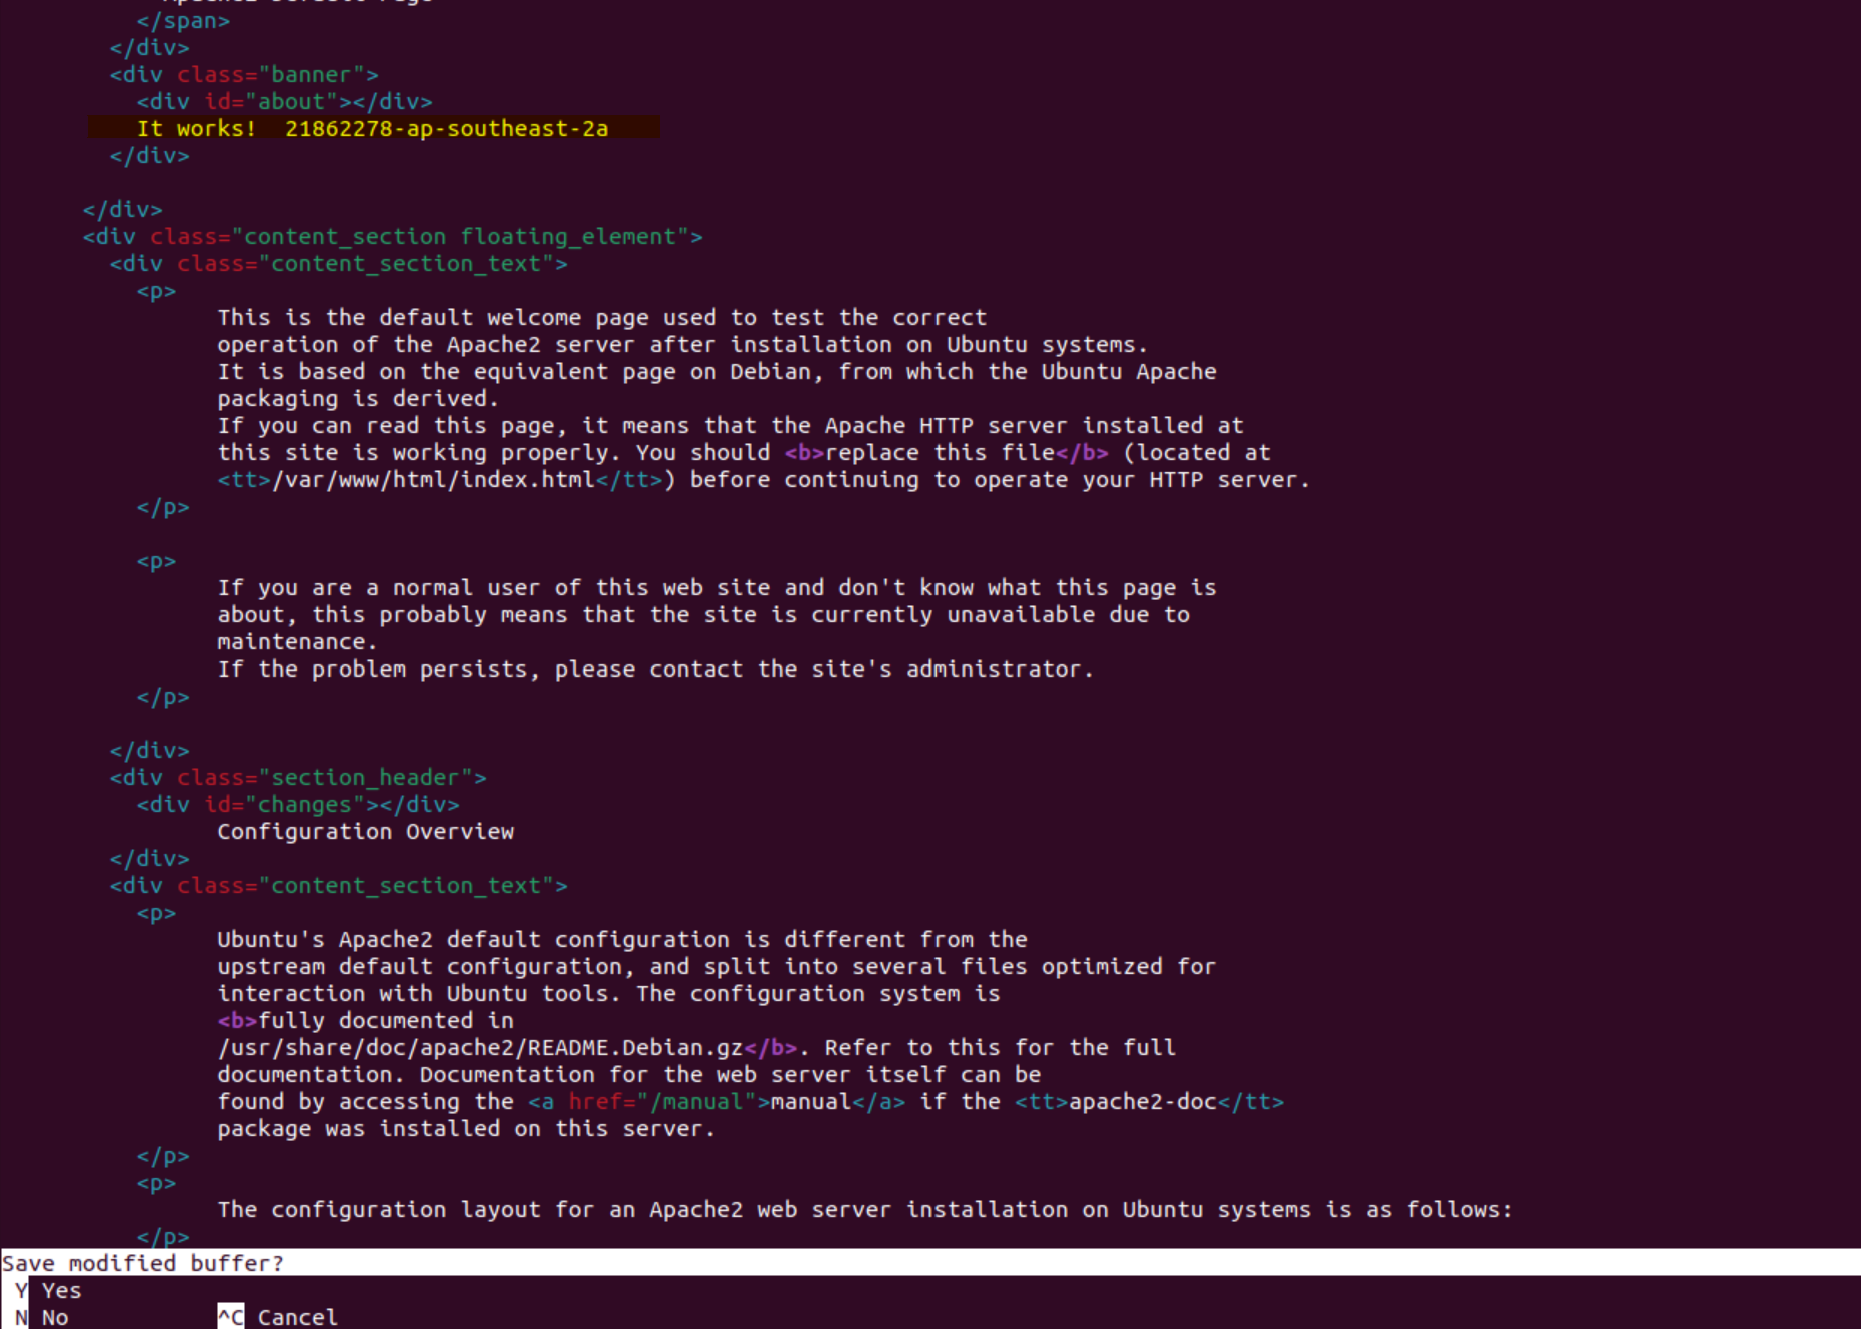 </span>
</div>
<div class="banner">
<div id="about"></div>
It works!  21862278-ap-southeast-2a
</div>
</div>
<div class="content_section floating_element">
<div class="content_section_text">
<p>
This is the default welcome page used to test the correct
operation of the Apache2 server after installation on Ubuntu systems.
It is based on the equivalent page on Debian, from which the Ubuntu Apache
packaging is derived.
If you can read this page, it means that the Apache HTTP server installed at
this site is working properly. You should <b>replace this file</b> (located at
<tt>/var/www/html/index.html</tt>) before continuing to operate your HTTP server.
</p>
<p>
If you are a normal user of this web site and don't know what this page is
about, this probably means that the site is currently unavailable due to
maintenance.
If the problem persists, please contact the site's administrator.
</p>
</div>
<div class="section_header">
<div id="changes"></div>
Configuration Overview
</div>
<div class="content_section_text">
<p>
Ubuntu's Apache2 default configuration is different from the
upstream default configuration, and split into several files optimized for
interaction with Ubuntu tools. The configuration system is
<b>fully documented in
/usr/share/doc/apache2/README.Debian.gz</b>. Refer to this for the full
documentation. Documentation for the web server itself can be
found by accessing the <a href="/manual">manual</a> if the <tt>apache2-doc</tt>
package was installed on this server.
</p>
<p>
The configuration layout for an Apache2 web server installation on Ubuntu systems is as follows:
</p>
Save modified buffer?
Y Yes
N No ^C Cancel